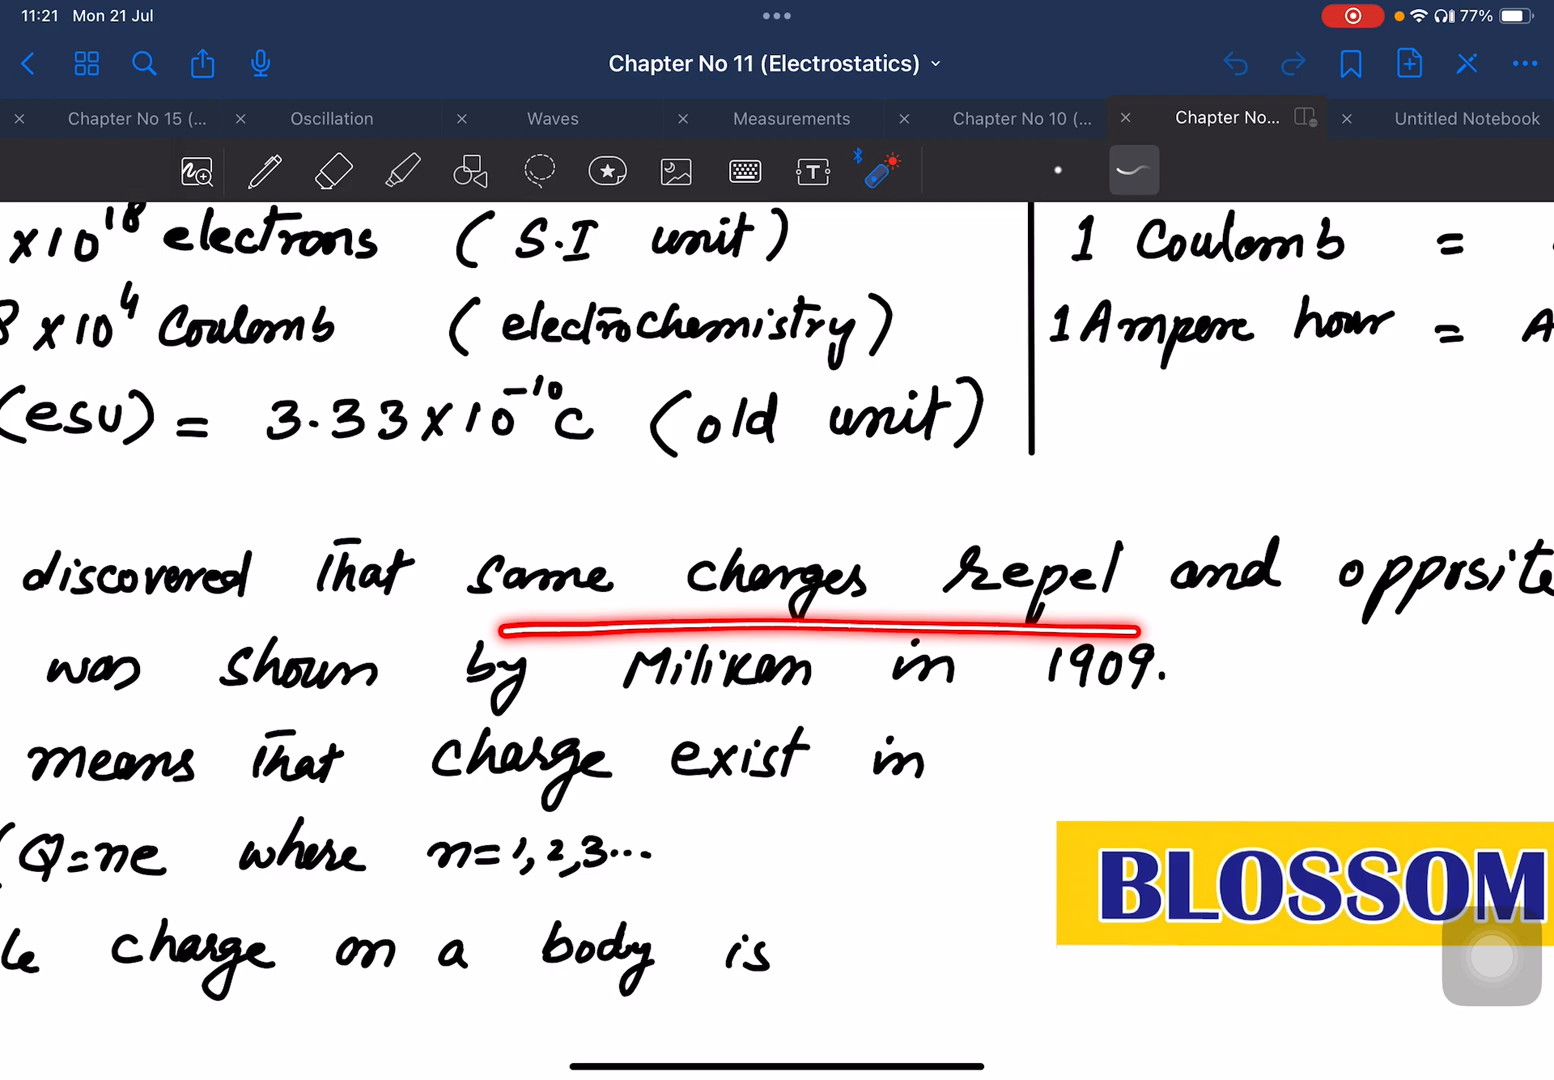 11:21 Mon 21 Jul
77%
Chapter No 11 (Electrostatics)
Chapter No 15 (... Oscillation Waves Measurements Chapter No 10 (... Chapter No... Untitled Notebook
x10^18 electrons (S.I unit)
1 Coulomb =
8 x10^4 Coulomb (electrochemistry)
1 Ampere hour = A
(esu) = 3.33x10^-10 C (old unit)
discovered that same charges repel and opposite
was shown by Milikan in 1909.
means that charge exist in
(Q=ne where n=1,2,3...
le charge on a body is
BLOSSOM